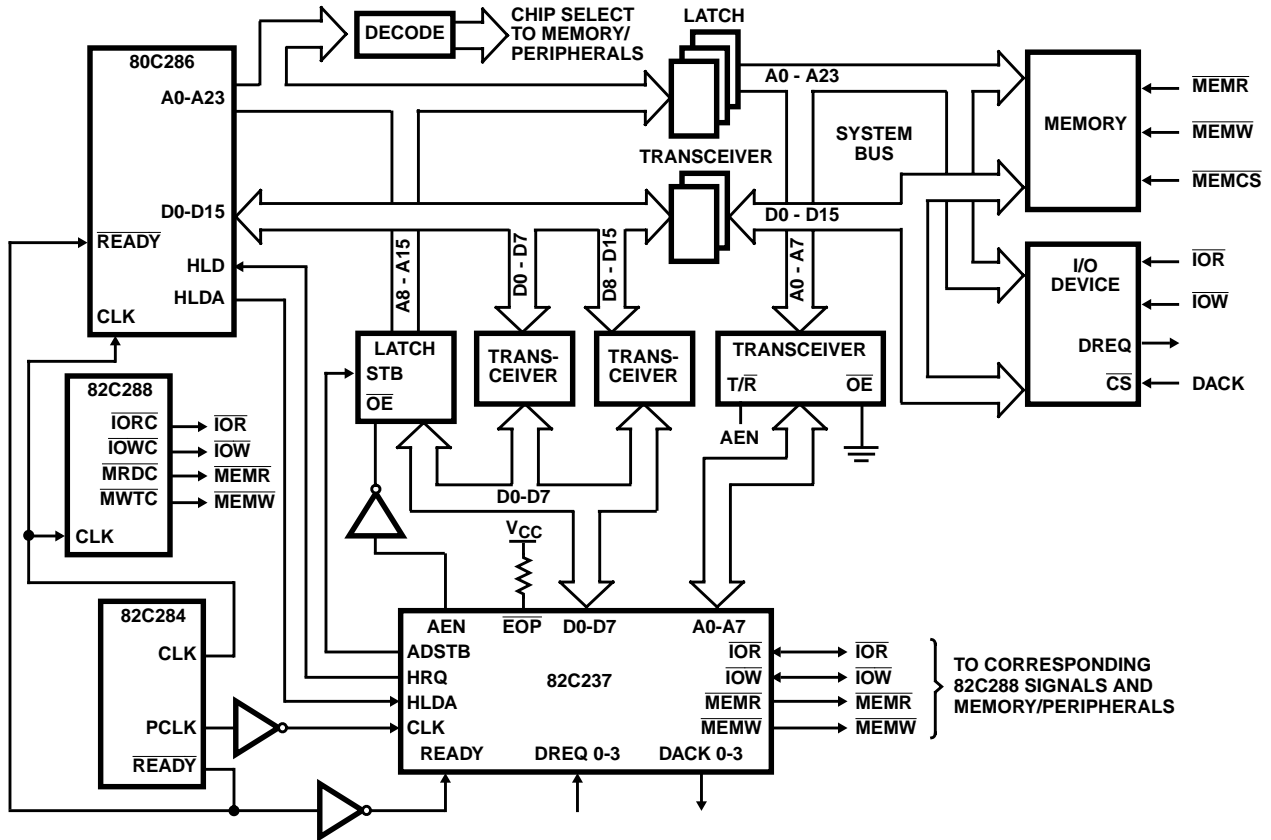 CHIP SELECT
TO MEMORY/
PERIPHERALS
DECODE
LATCH
80C286
A0-A23
D0-D15
READY
HLD
HLDA
CLK
A0 - A23
SYSTEM
BUS
TRANSCEIVER
D0 - D15
MEMORY
MEMR
MEMW
MEMCS
I/O
DEVICE
IOR
IOW
DREQ
CS
DACK
A8 - A15
D0 - D7
D8 - D15
A0 - A7
LATCH
STB
OE
TRANS-
CEIVER
TRANS-
CEIVER
TRANSCEIVER
T/R
OE
AEN
82C288
IORC
IOR
IOWC
IOW
MRDC
MEMR
MWTC
MEMW
CLK
D0-D7
VCC
82C284
CLK
PCLK
READY
AEN
EOP
D0-D7
A0-A7
ADSTB
HRQ
HLDA
CLK
READY
82C237
DREQ 0-3
DACK 0-3
IOR
IOR
IOW
IOW
MEMR
MEMR
MEMW
MEMW
TO CORRESPONDING
82C288 SIGNALS AND
MEMORY/PERIPHERALS